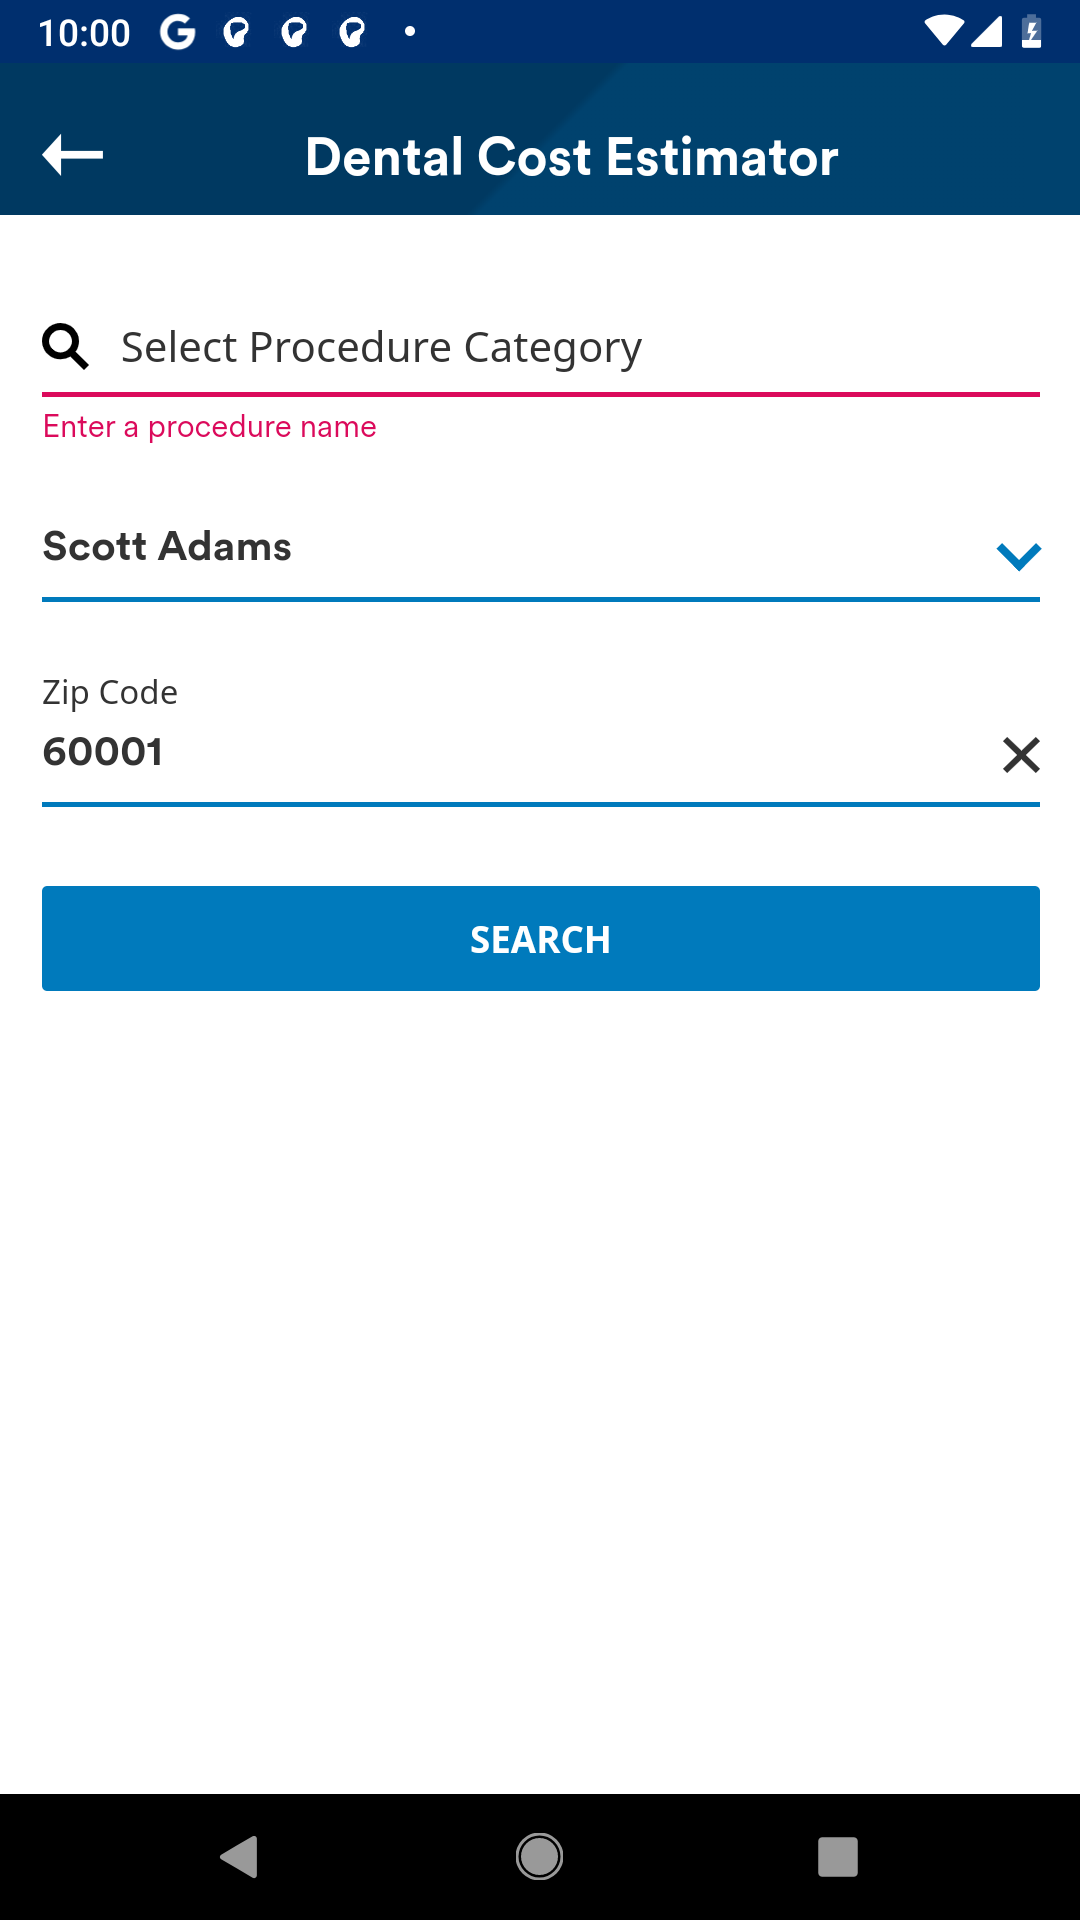 10:00
Dental Cost Estimator
Select Procedure Category
Enter a procedure name
Scott Adams
Zip Code
60001
SEARCH